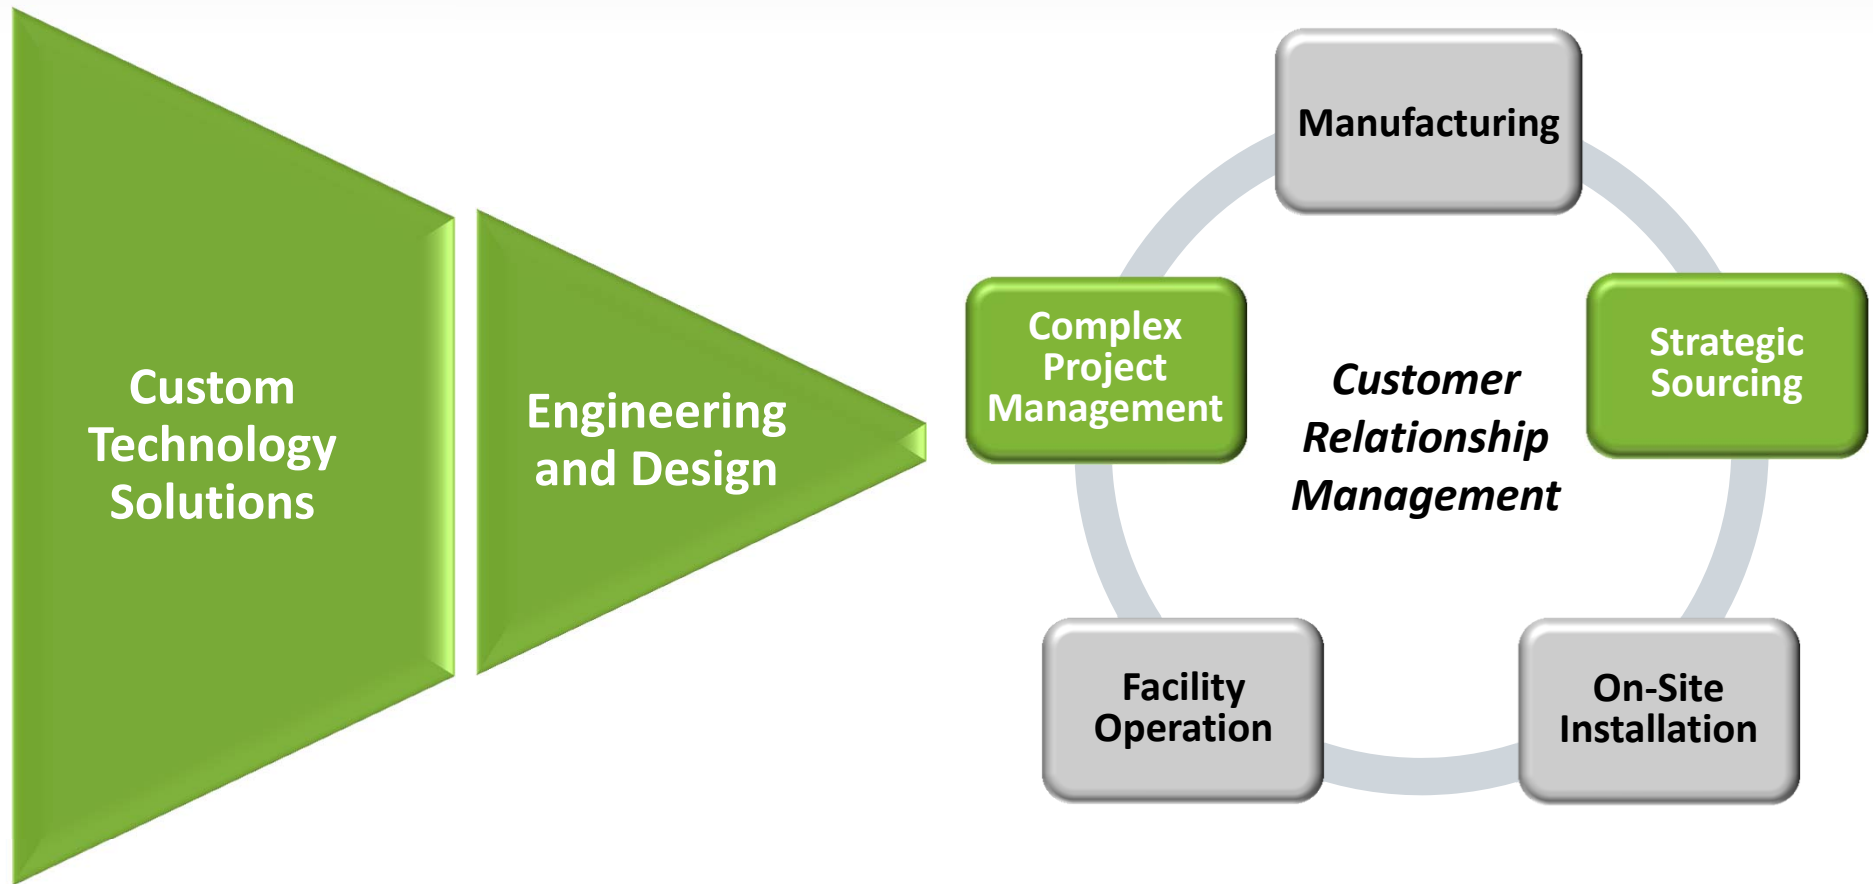 Custom
Technology
Solutions
Engineering
and Design
Manufacturing
Complex
Project
Management
Strategic
Sourcing
Customer
Relationship
Management
Facility
Operation
On-Site
Installation